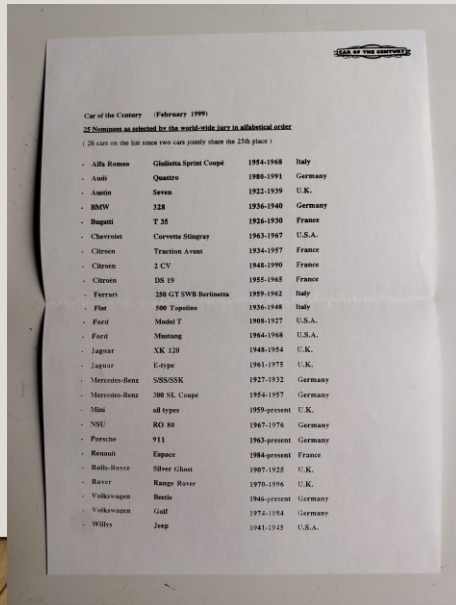 CAR OF THE CENTURY
Car of the Century (February 1999)
25 Nominees as selected by the world-wide jury in alfabetical order
( 26 cars on the list since two cars jointly share the 25th place )
- Alfa Romeo Giulietta Sprint Coupé 1954-1968 Italy
- Audi Quattro 1980-1991 Germany
- Austin Seven 1922-1939 U.K.
- BMW 328 1936-1940 Germany
- Bugatti T 35 1926-1930 France
- Chevrolet Corvette Stingray 1963-1967 U.S.A.
- Citroën Traction Avant 1934-1957 France
- Citroën 2 CV 1948-1990 France
- Citroën DS 19 1955-1965 France
- Ferrari 250 GT SWB Berlinetta 1959-1962 Italy
- Fiat 500 Topolino 1936-1948 Italy
- Ford Model T 1908-1927 U.S.A.
- Ford Mustang 1964-1968 U.S.A.
- Jaguar XK 120 1948-1954 U.K.
- Jaguar E-type 1961-1975 U.K.
- Mercedes-Benz S/SS/SSK 1927-1932 Germany
- Mercedes-Benz 300 SL Coupé 1954-1957 Germany
- Mini all types 1959-present U.K.
- NSU RO 80 1967-1976 Germany
- Porsche 911 1963-present Germany
- Renault Espace 1984-present France
- Rolls-Royce Silver Ghost 1907-1925 U.K.
- Rover Range Rover 1970-1996 U.K.
- Volkswagen Beetle 1946-present Germany
- Volkswagen Golf 1974-1984 Germany
- Willys Jeep 1941-1945 U.S.A.